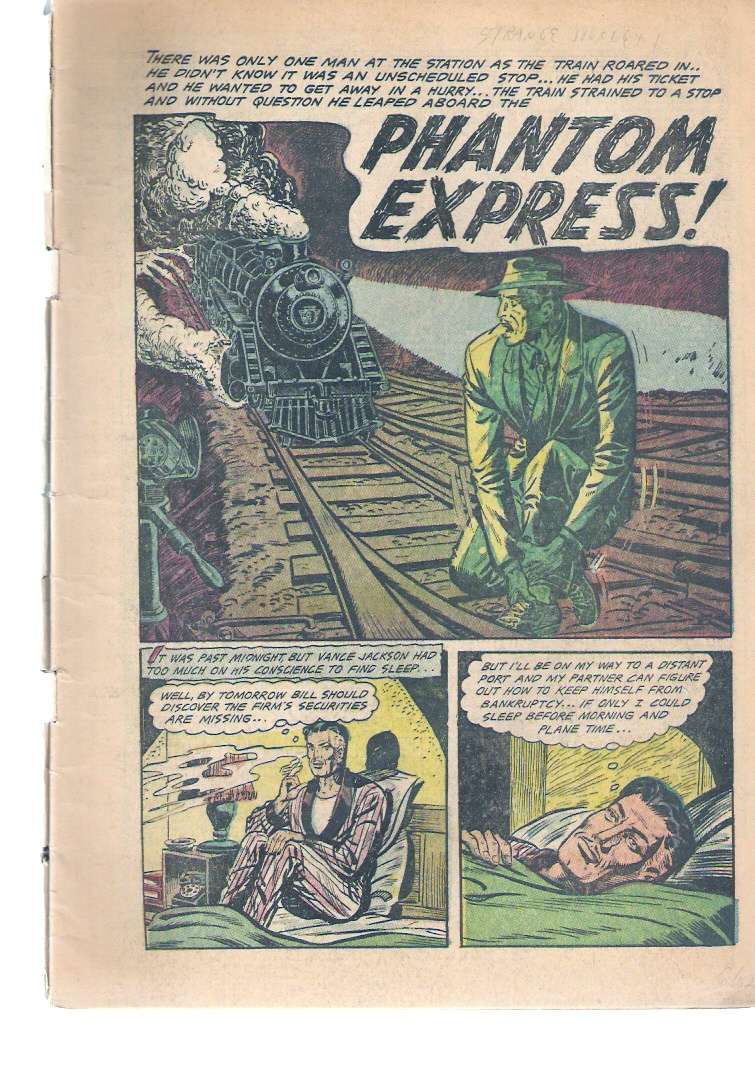 THERE WAS ONLY ONE MAN AT THE STATION AS THE TRAIN ROARED IN..
HE DIDN'T KNOW IT WAS AN UNSCHEDULED STOP... HE HAD HIS TICKET
AND HE WANTED TO GET AWAY IN A HURRY... THE TRAIN STRAINED TO A STOP
AND WITHOUT QUESTION HE LEAPED ABOARD THE
PHANTOM
EXPRESS!
IT WAS PAST MIDNIGHT, BUT VANCE JACKSON HAD
TOO MUCH ON HIS CONSCIENCE TO FIND SLEEP...
WELL, BY TOMORROW BILL SHOULD
DISCOVER THE FIRM'S SECURITIES
ARE MISSING...
BUT I'LL BE ON MY WAY TO A DISTANT
PORT AND MY PARTNER CAN FIGURE
OUT HOW TO KEEP HIMSELF FROM
BANKRUPTCY... IF ONLY I COULD
SLEEP BEFORE MORNING AND
PLANE TIME...